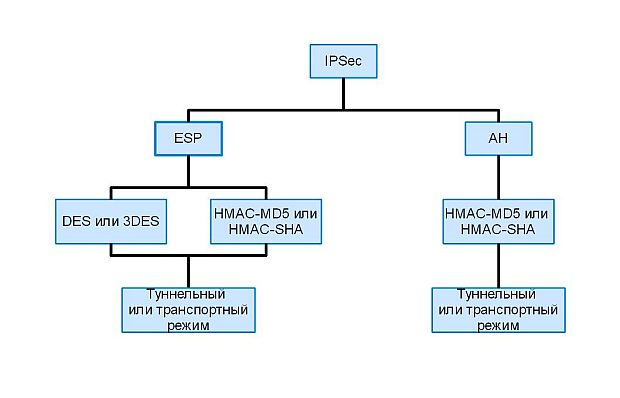 IPSec
ESP
AH
DES или 3DES
HMAC-MD5 или
HMAC-SHA
HMAC-MD5 или
HMAC-SHA
Туннельный
или транспортный
режим
Туннельный
или транспортный
режим